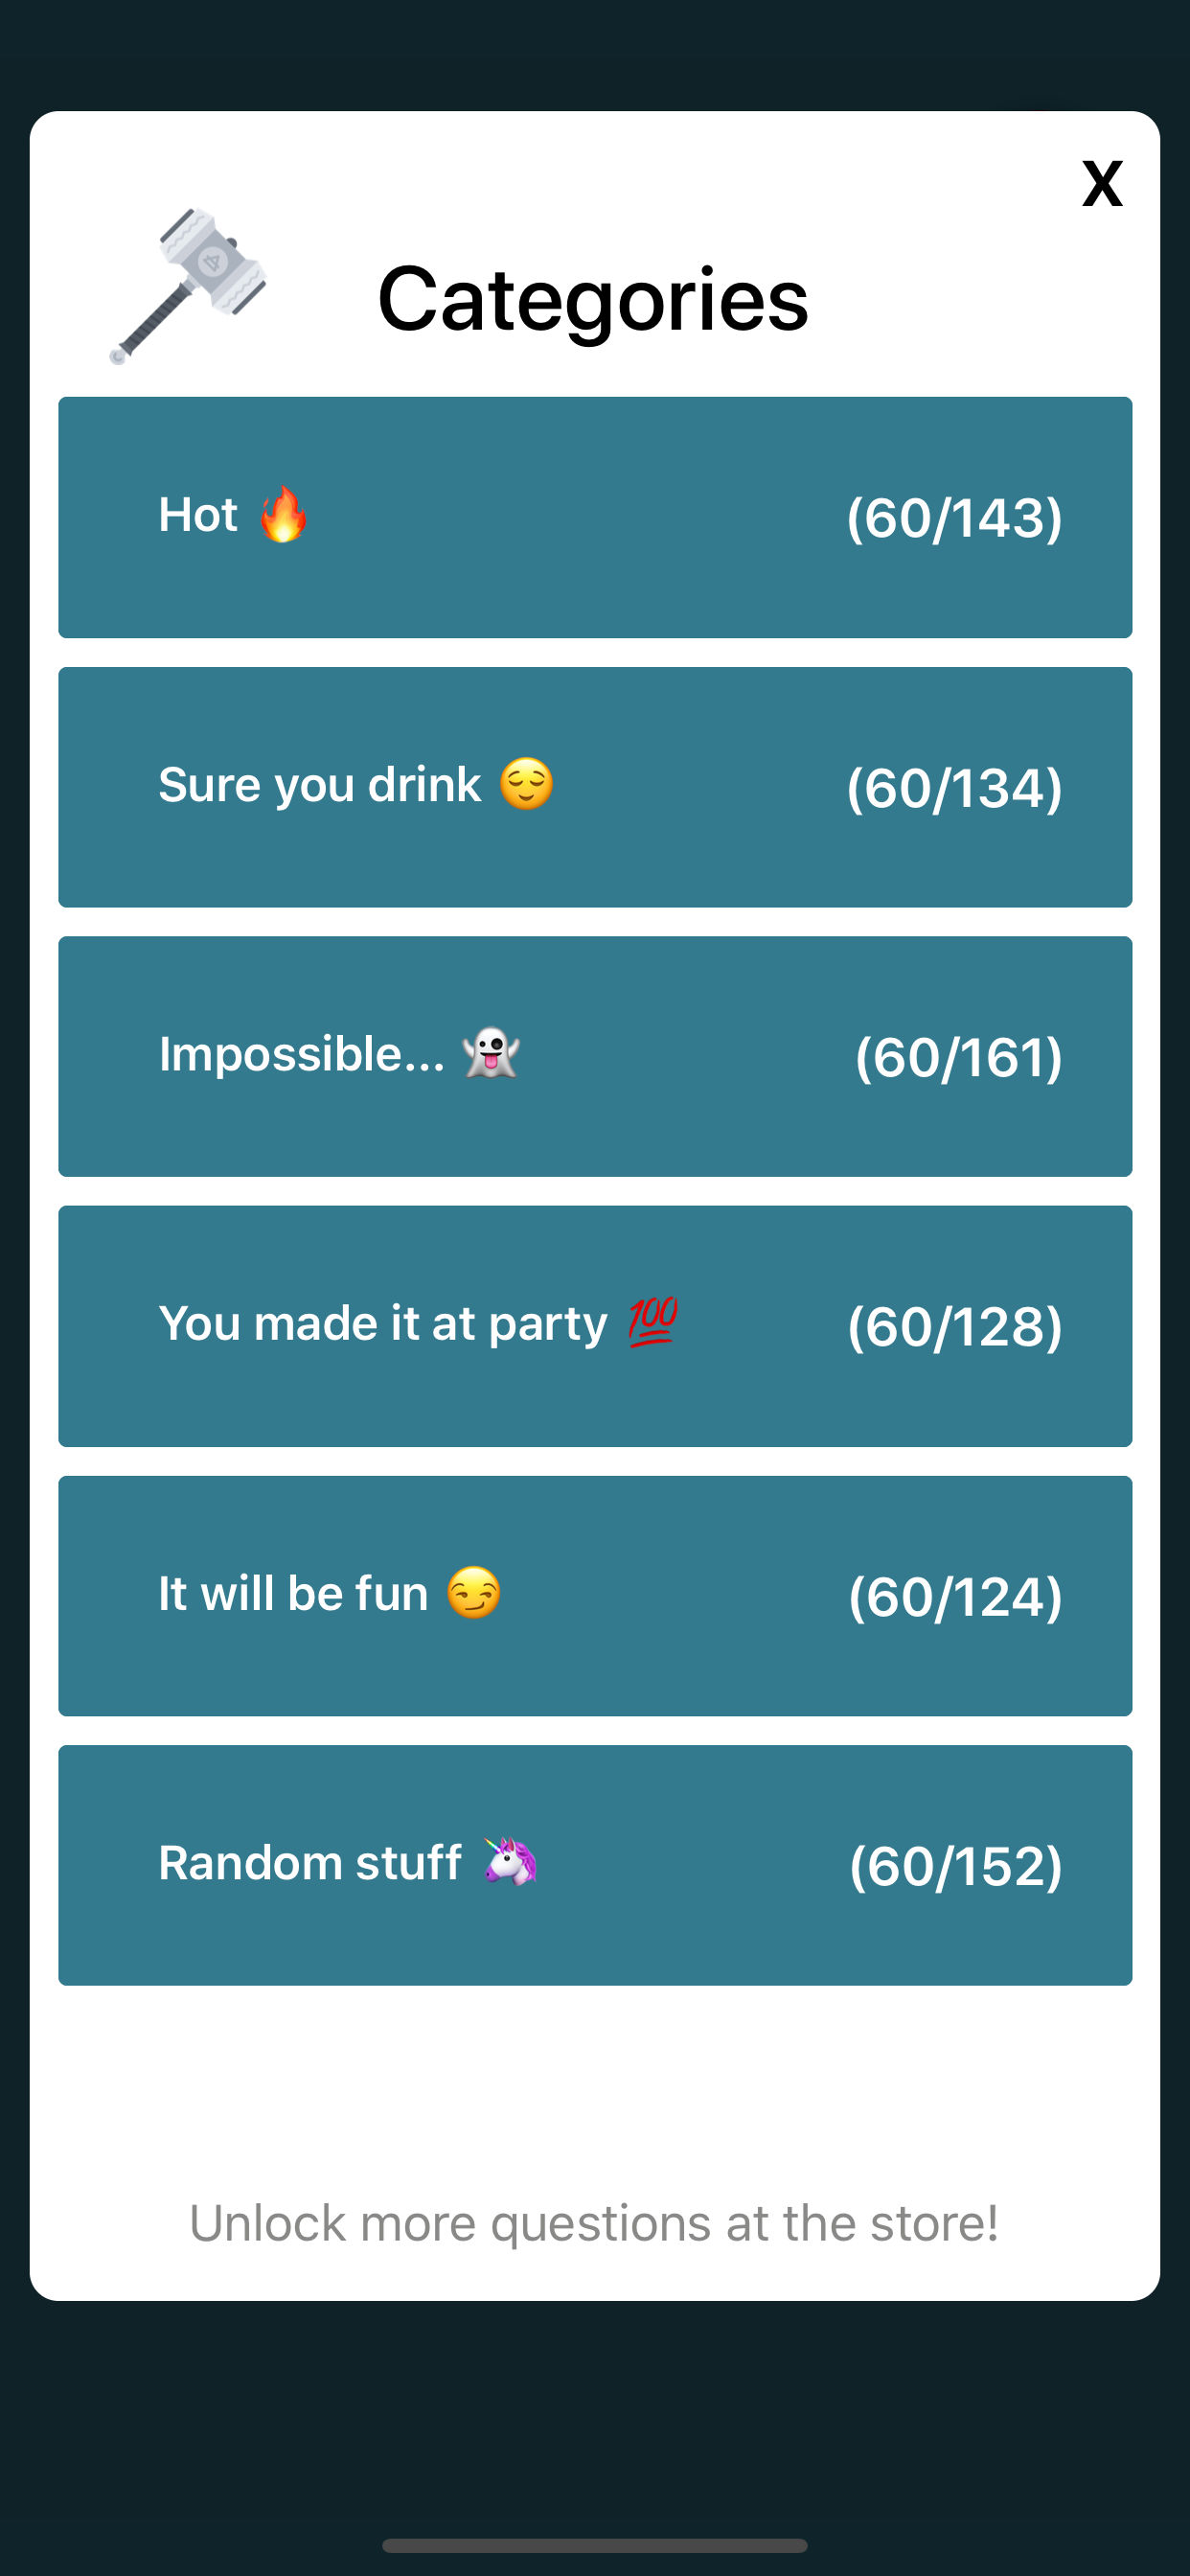 X
Categories
Hot 🔥 (60/143)
Sure you drink 😌 (60/134)
Impossible... 👻 (60/161)
You made it at party 💯 (60/128)
It will be fun 😏 (60/124)
Random stuff 🦄 (60/152)
Unlock more questions at the store!